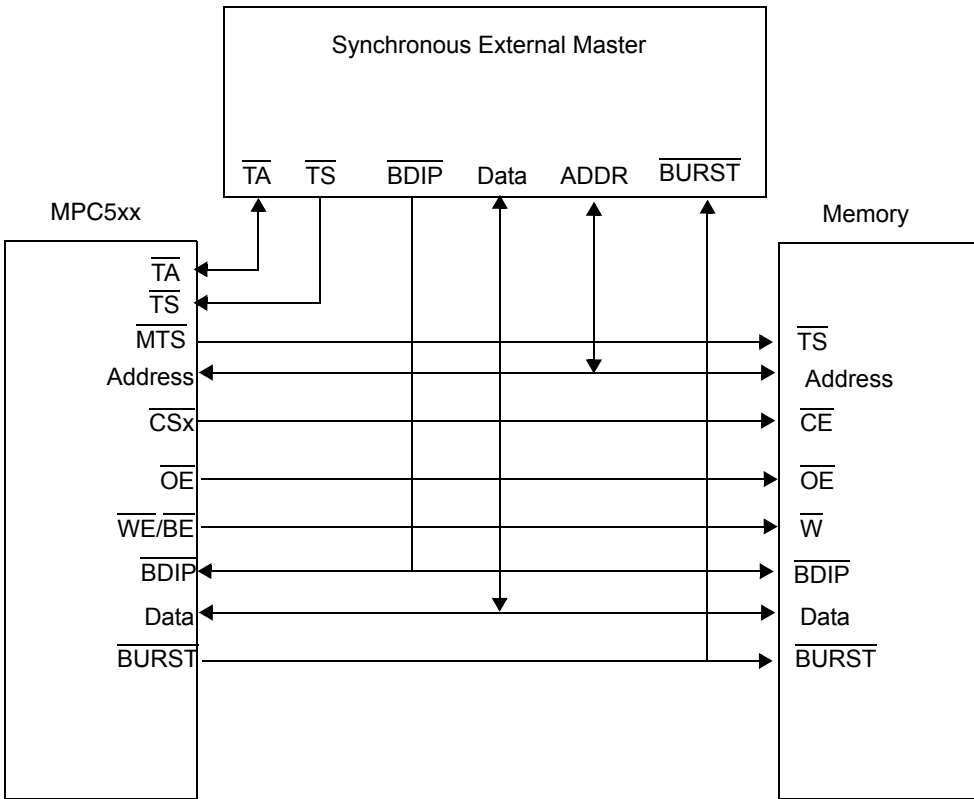 Synchronous External Master
TA TS BDIP Data ADDR BURST
MPC5xx
Memory
TA
TS
MTS
TS
Address
Address
CSx
CE
OE
OE
WE/BE
W
BDIP
BDIP
Data
Data
BURST
BURST